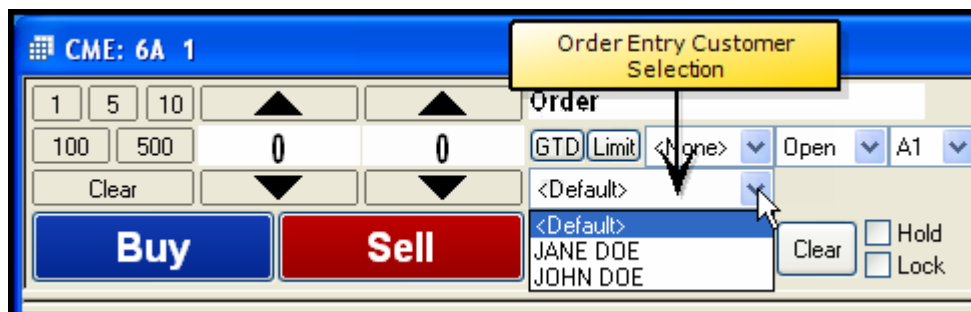 CME: 6A 1
Order Entry Customer
Selection
1 5 10
Order
100 500 0 0 GTD Limit <None> Open A1
Clear <Default>
<Default>
Buy Sell JANE DOE Clear Hold
JOHN DOE Lock